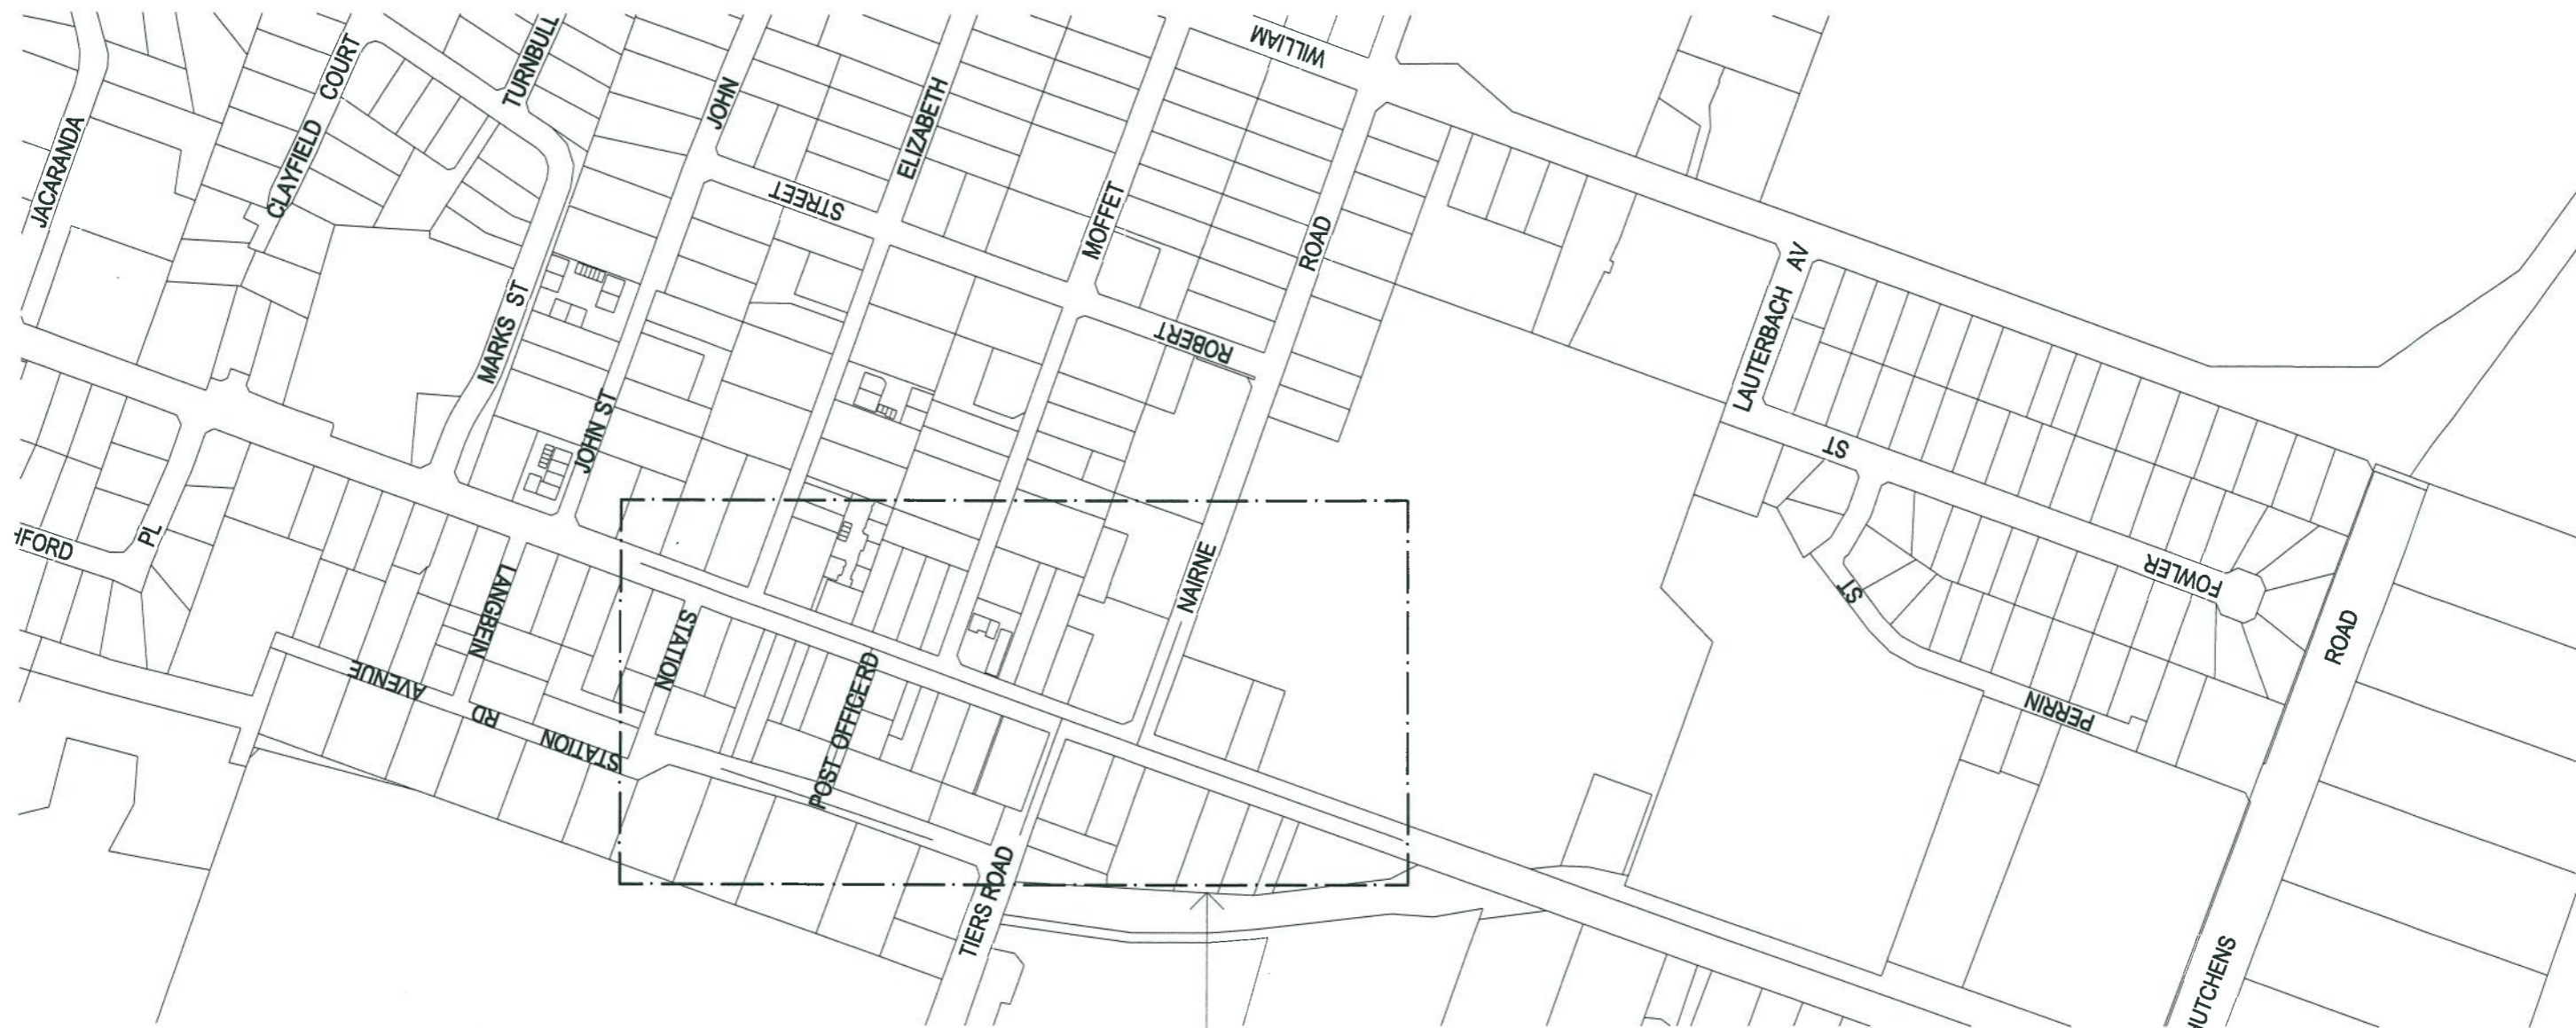 TURNBULL
WILLIAM
COURT
JOHN
ELIZABETH
JACARANDA
CLAYFIELD
STREET
MOFFET
ROAD
LAUTERBACH AV
MARKS ST
ROBERT
JOHN ST
ST
HFORD
PL
LANGBEIN
NAIRNE
FOWLER
ST
STATION
POST OFFICE RD
ROAD
AVENUE
STATION RD
PERRIN
TIERS ROAD
HUTCHENS